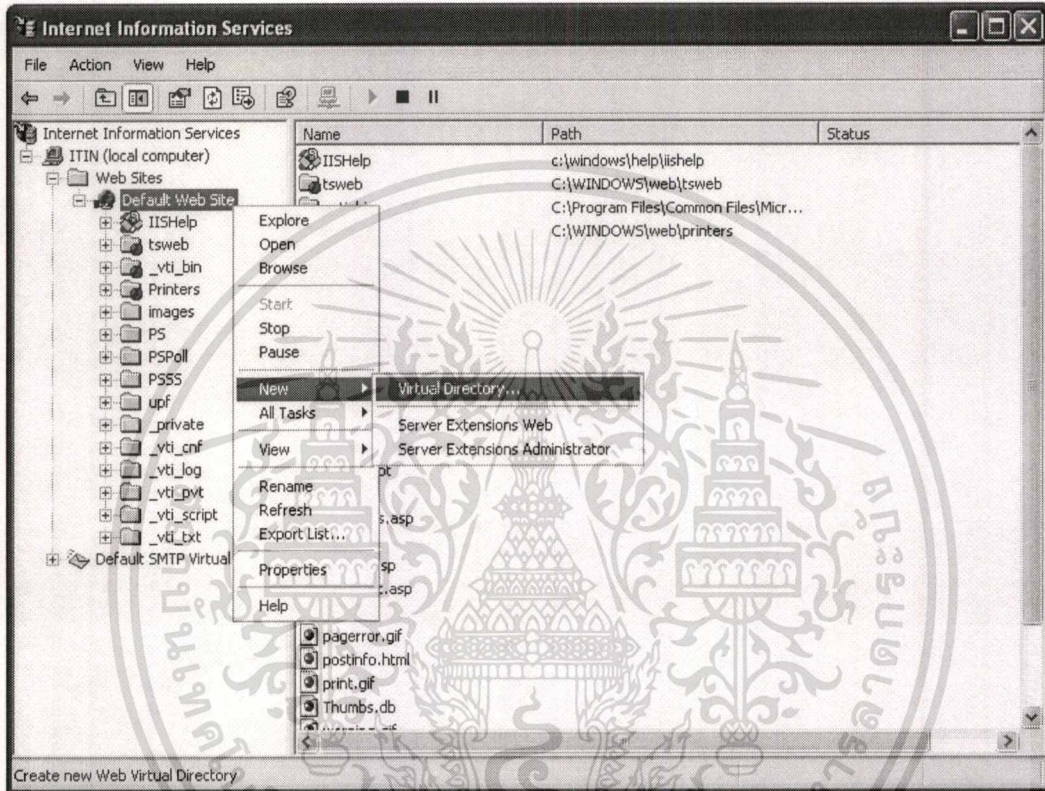 Internet Information Services
File Action View Help
Internet Information Services
ITIN (local computer)
Web Sites
Default Web Site
IISHelp
tsweb
_vti_bin
Printers
images
PS
PSPoll
PSSS
upf
_private
_vti_cnf
_vti_log
_vti_pvt
_vti_script
_vti_txt
Default SMTP Virtual
Name Path Status
IISHelp c:\windows\help\iishelp
tsweb C:\WINDOWS\web\tsweb
C:\Program Files\Common Files\Micr...
C:\WINDOWS\web\printers
Explore
Open
Browse
Start
Stop
Pause
New
All Tasks
View
Rename
Refresh
Export List...
Properties
Help
Virtual Directory...
Server Extensions Web
Server Extensions Administrator
pt
s.asp
sp
c.asp
pagerror.gif
postinfo.html
print.gif
Thumbs.db
Create new Web Virtual Directory